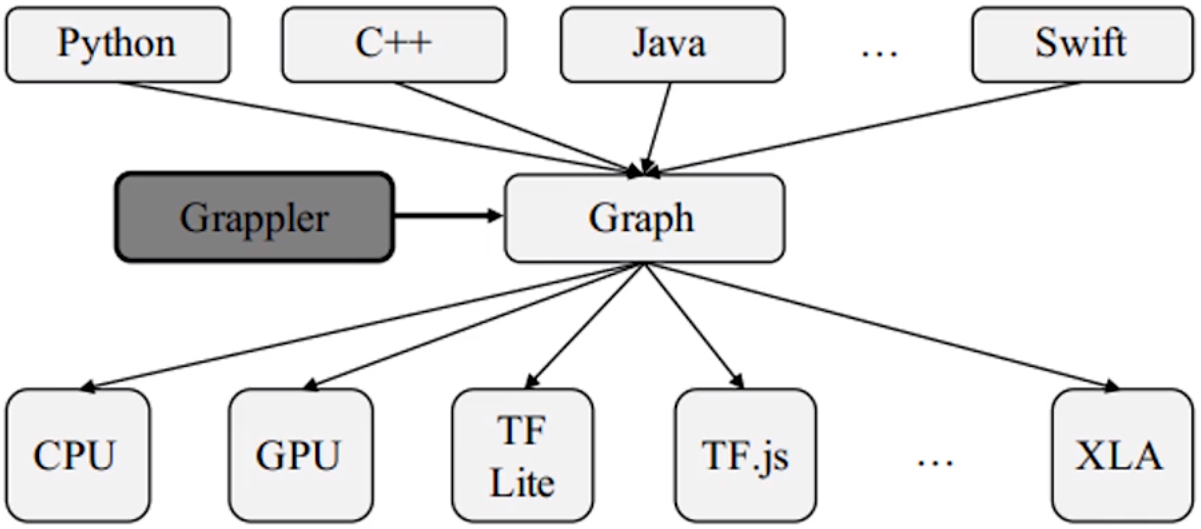 Python
C++
Java
…
Swift
Grappler
Graph
CPU
GPU
TF
Lite
TF.js
…
XLA